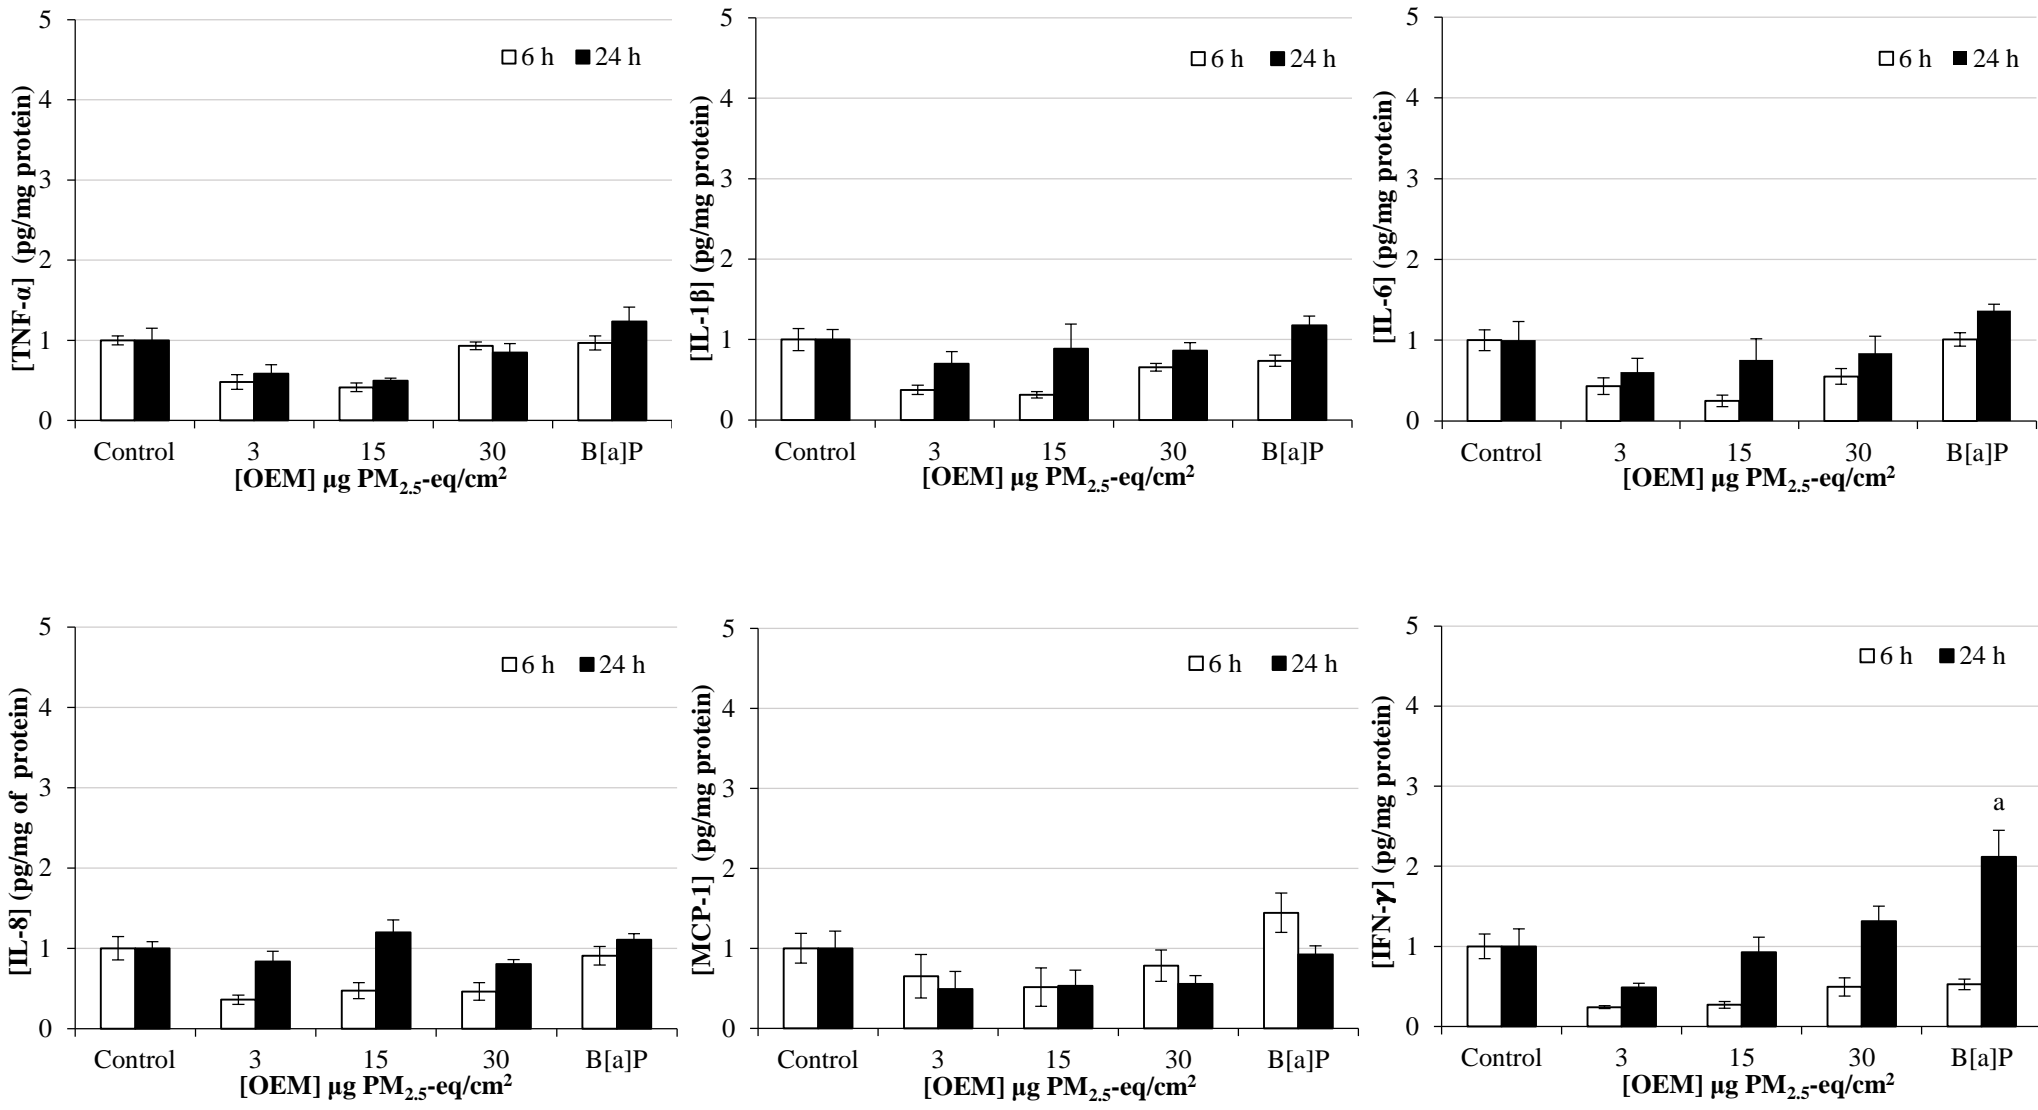 [TNF-α] (pg/mg protein)
5
4
3
2
1
0
6 h 24 h
Control 3 15 30 B[a]P
[OEM] µg PM2.5-eq/cm²
[IL-1β] (pg/mg protein)
5
4
3
2
1
0
6 h 24 h
Control 3 15 30 B[a]P
[OEM] µg PM2.5-eq/cm²
[IL-6] (pg/mg protein)
5
4
3
2
1
0
6 h 24 h
Control 3 15 30 B[a]P
[OEM] µg PM2.5-eq/cm²
[IL-8] (pg/mg of protein)
5
4
3
2
1
0
6 h 24 h
Control 3 15 30 B[a]P
[OEM] µg PM2.5-eq/cm²
[MCP-1] (pg/mg protein)
5
4
3
2
1
0
6 h 24 h
Control 3 15 30 B[a]P
[OEM] µg PM2.5-eq/cm²
[IFN-γ] (pg/mg protein)
5
4
3
2
1
0
6 h 24 h
a
Control 3 15 30 B[a]P
[OEM] µg PM2.5-eq/cm²